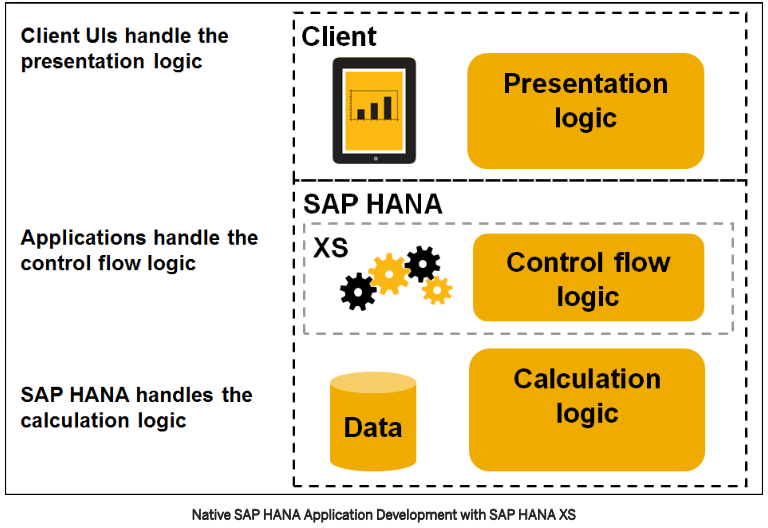 Client UIs handle the
presentation logic
Client
Presentation
logic
SAP HANA
Applications handle the
control flow logic
XS
Control flow
logic
SAP HANA handles the
calculation logic
Data
Calculation
logic
Native SAP HANA Application Development with SAP HANA XS